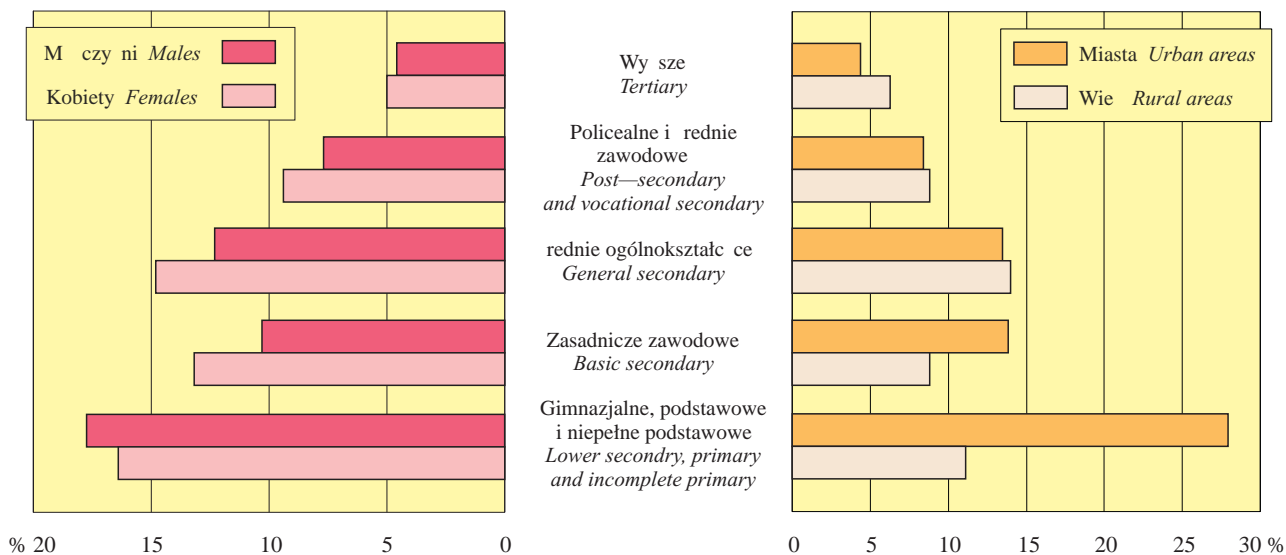 M czy ni Males
Kobiety Females
Wy sze
Tertiary
Policealne i rednie
zawodowe
Post—secondary
and vocational secondary
rednie ogólnokształc ce
General secondary
Zasadnicze zawodowe
Basic secondary
Gimnazjalne, podstawowe
i niepełne podstawowe
Lower secondry, primary
and incomplete primary
Miasta Urban areas
Wie Rural areas
% 20 15 10 5 0
0 5 10 15 20 25 30 %